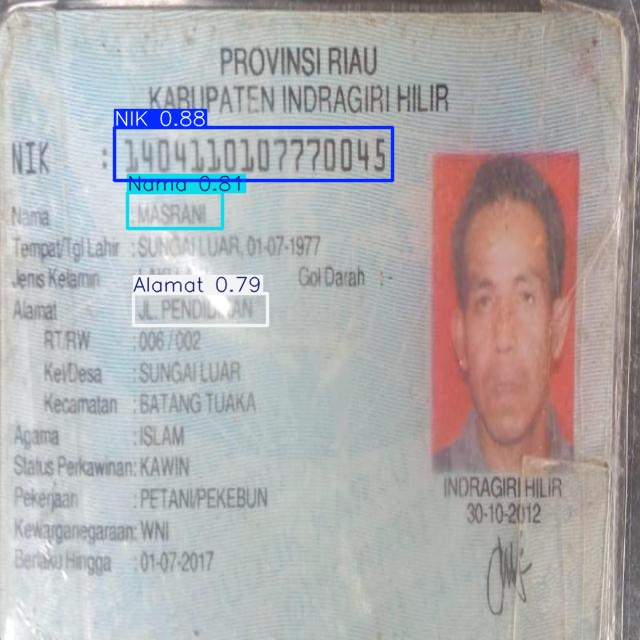 PROVINSI RIAU
KABUPATEN INDRAGIRI HILIR
NIK 0.88
NIK : 1404110107770045
Nama 0.81
Nama : MASRANI
Tempat/Tgl Lahir : SUNGAI LUAR, 01-07-1977
Jenis Kelamin Gol Darah : -
Alamat 0.79
Alamat : JL. PENDIDIKAN
RT/RW : 006 / 002
Kel/Desa : SUNGAI LUAR
Kecamatan : BATANG TUAKA
Agama : ISLAM
Status Perkawinan: KAWIN
Pekerjaan : PETANI/PEKEBUN
Kewarganegaraan: WNI
Berlaku Hingga : 01-07-2017
INDRAGIRI HILIR
30-10-2012